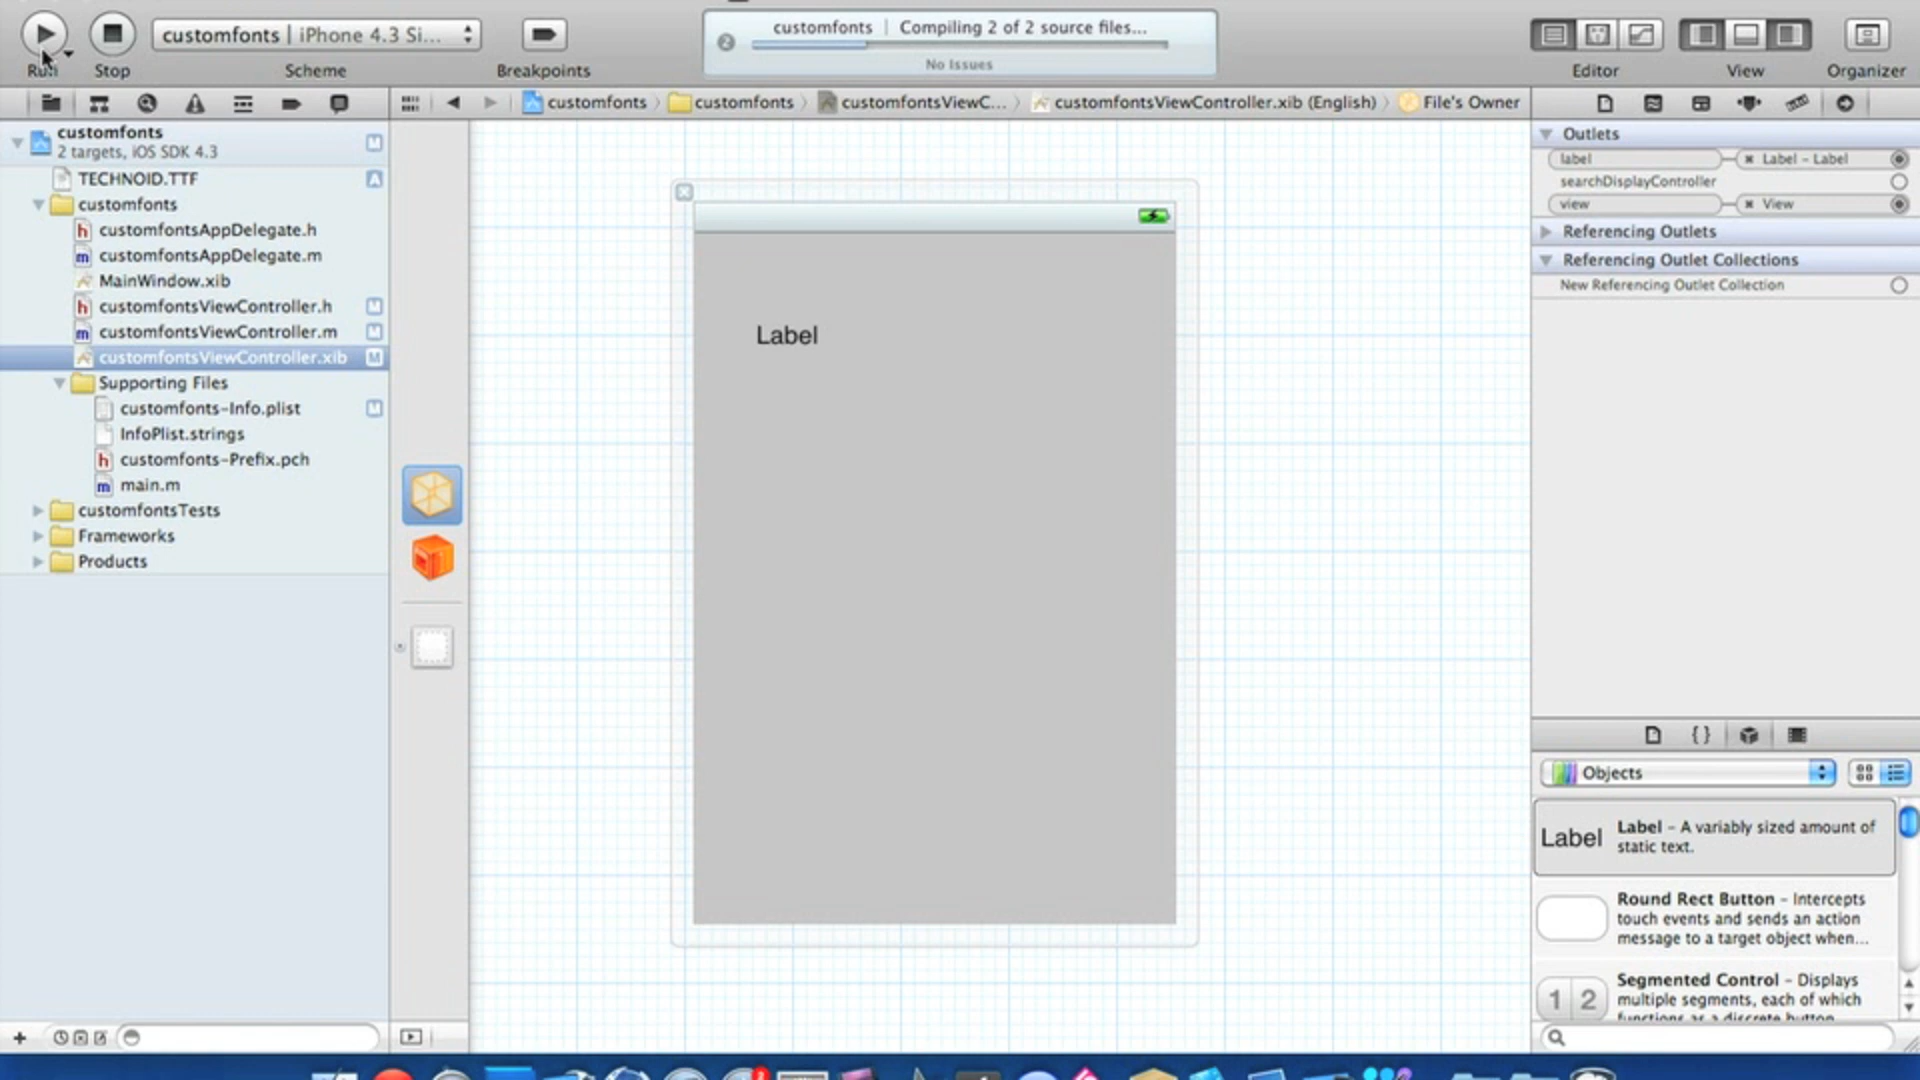 customfonts | iPhone 4.3 Si...
customfonts | Compiling 2 of 2 source files...
2
No Issues
Run
Stop
Scheme
Breakpoints
Editor
View
Organizer
customfonts
2 targets, iOS SDK 4.3
M
TECHNOID.TTF
A
customfonts
h customfontsAppDelegate.h
m customfontsAppDelegate.m
MainWindow.xib
h customfontsViewController.h M
m customfontsViewController.m M
customfontsViewController.xib M
Supporting Files
customfonts-Info.plist M
InfoPlist.strings
h customfonts-Prefix.pch
m main.m
customfontsTests
Frameworks
Products
customfonts
customfonts
customfontsViewC...
customfontsViewController.xib (English)
File's Owner
Label
Outlets
label
Label - Label
searchDisplayController
view
View
Referencing Outlets
Referencing Outlet Collections
New Referencing Outlet Collection
{ }
Objects
Label
Label - A variably sized amount of
static text.
Round Rect Button - Intercepts
touch events and sends an action
message to a target object when...
1 2
Segmented Control - Displays
multiple segments, each of which
functions as a discrete button